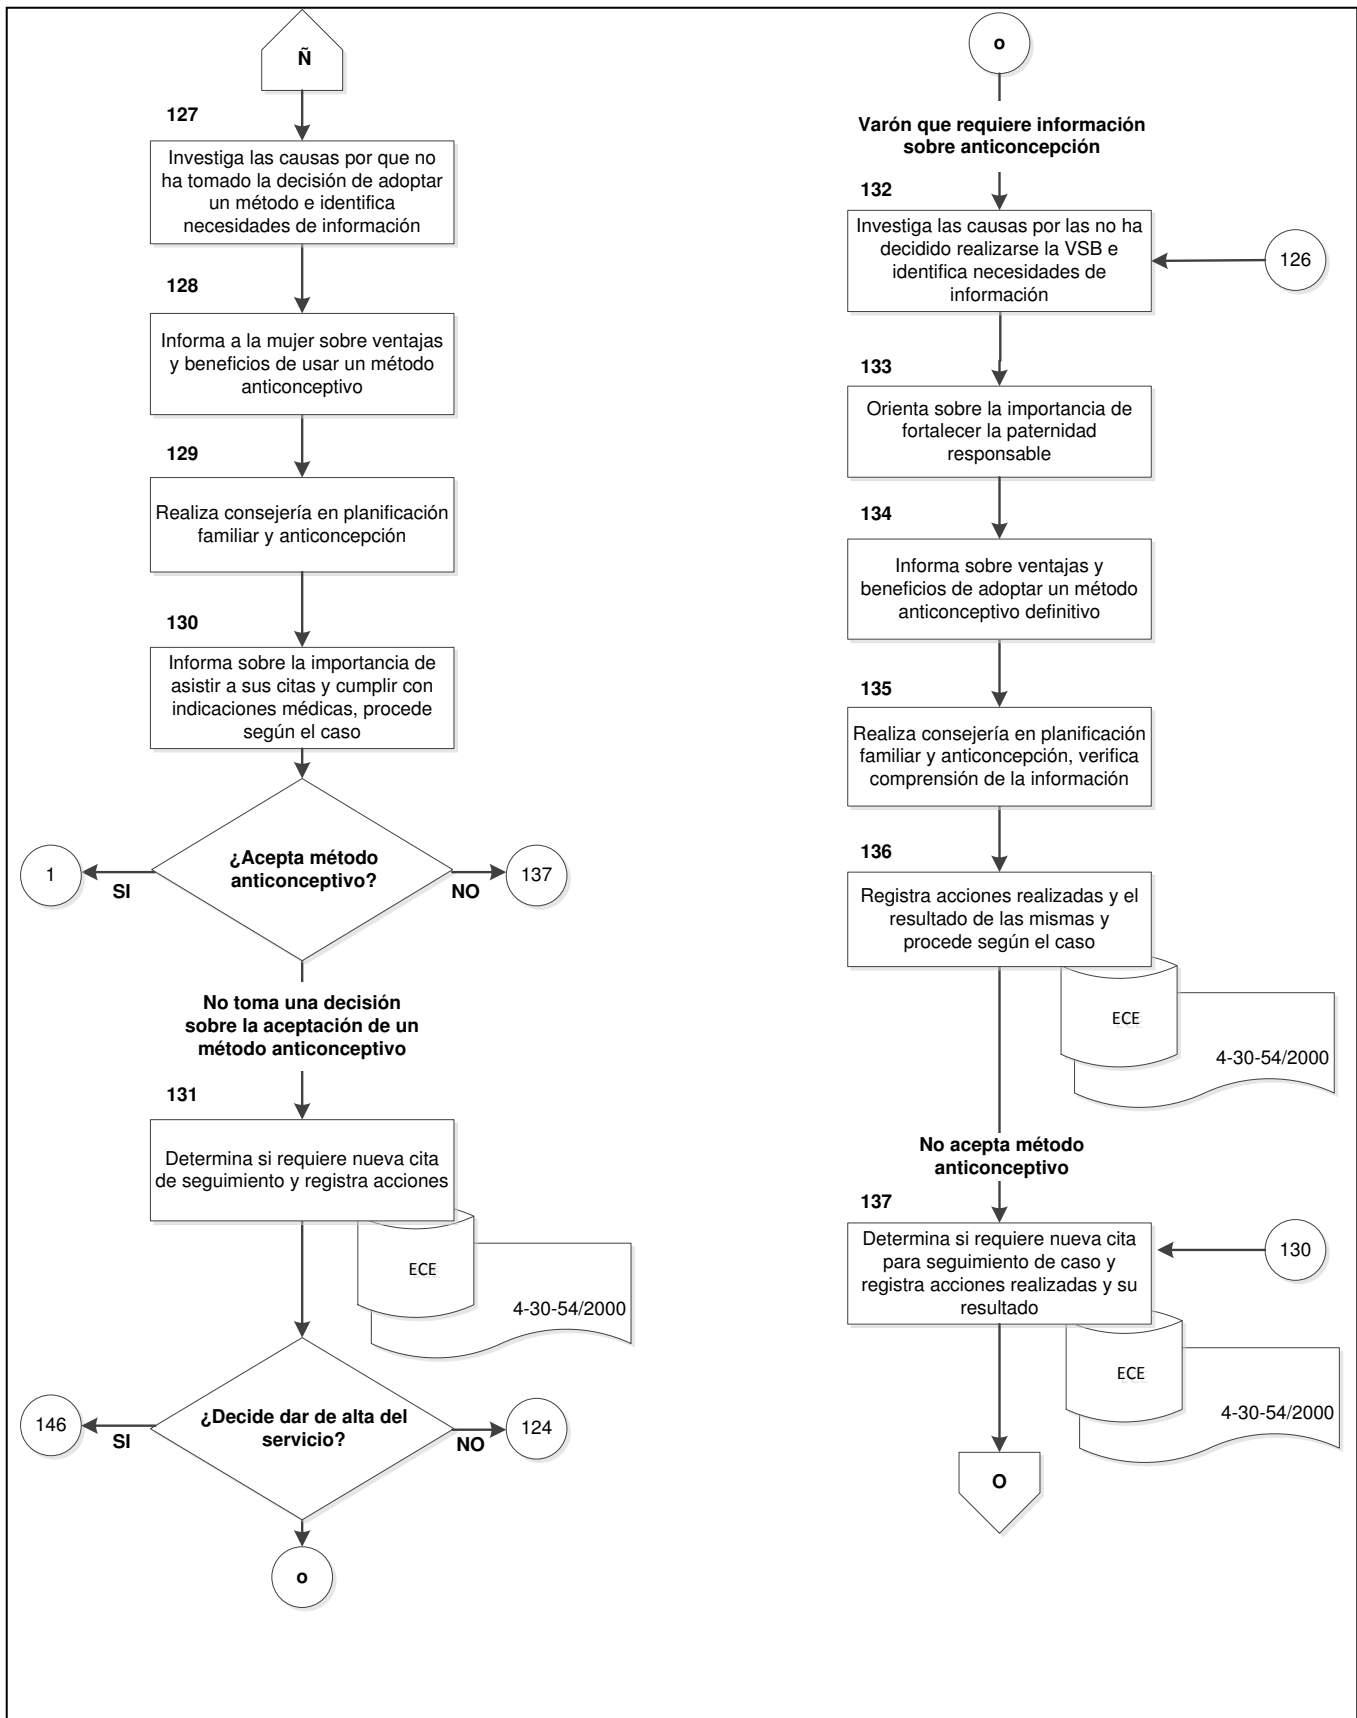 Ñ
127
Investiga las causas por que no
ha tomado la decisión de adoptar
un método e identifica
necesidades de información
128
Informa a la mujer sobre ventajas
y beneficios de usar un método
anticonceptivo
129
Realiza consejería en planificación
familiar y anticoncepción
130
Informa sobre la importancia de
asistir a sus citas y cumplir con
indicaciones médicas, procede
según el caso
¿Acepta método
anticonceptivo?
1
SI
NO
137
No toma una decisión
sobre la aceptación de un
método anticonceptivo
131
Determina si requiere nueva cita
de seguimiento y registra acciones
ECE
4-30-54/2000
¿Decide dar de alta del
servicio?
146
SI
NO
124
o
o
Varón que requiere información
sobre anticoncepción
132
Investiga las causas por las no ha
decidido realizarse la VSB e
identifica necesidades de
información
126
133
Orienta sobre la importancia de
fortalecer la paternidad
responsable
134
Informa sobre ventajas y
beneficios de adoptar un método
anticonceptivo definitivo
135
Realiza consejería en planificación
familiar y anticoncepción, verifica
comprensión de la información
136
Registra acciones realizadas y el
resultado de las mismas y
procede según el caso
ECE
4-30-54/2000
No acepta método
anticonceptivo
137
Determina si requiere nueva cita
para seguimiento de caso y
registra acciones realizadas y su
resultado
130
ECE
4-30-54/2000
O